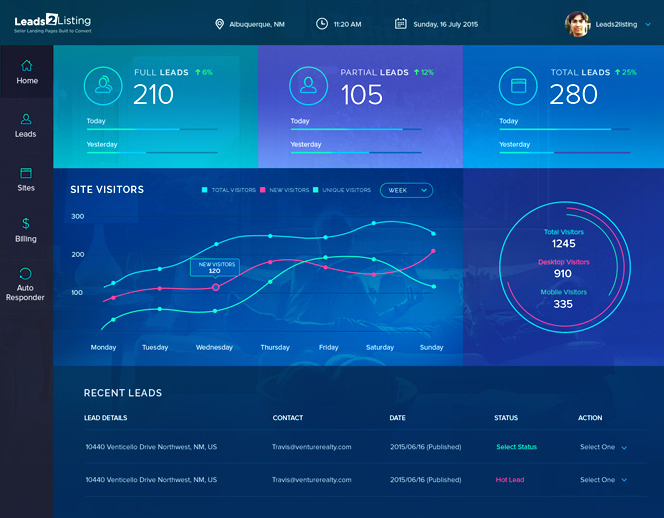 Leads2Listing
Seller Landing Pages Built to Convert
Albuquerque, NM
11:20 AM
Sunday, 16 July 2015
Leads2listing
Home
Leads
Sites
Billing
Auto
Responder
FULL LEADS 6%
210
Today
Yesterday
PARTIAL LEADS 12%
105
Today
Yesterday
TOTAL LEADS 25%
280
Today
Yesterday
SITE VISITORS
TOTAL VISITORS NEW VISITORS UNIQUE VISITORS WEEK
300
200
100
NEW VISITORS
120
Monday Tuesday Wednesday Thursday Friday Saturday Sunday
Total Visitors
1245
Desktop Visitors
910
Mobile Visitors
335
RECENT LEADS
LEAD DETAILS CONTACT DATE STATUS ACTION
10440 Venticello Drive Northwest, NM, US Travis@venturerealty.com 2015/06/16 (Published) Select Status Select One
10440 Venticello Drive Northwest, NM, US Travis@venturerealty.com 2015/06/16 (Published) Hot Lead Select One